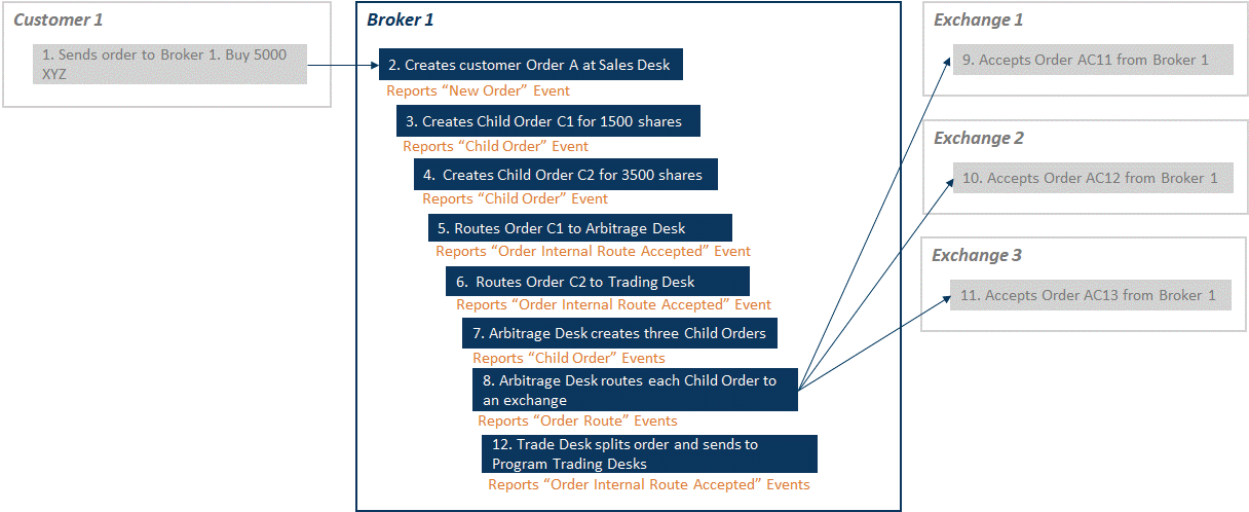 Customer 1
1. Sends order to Broker 1. Buy 5000
XYZ
Broker 1
2. Creates customer Order A at Sales Desk
Reports “New Order” Event
3. Creates Child Order C1 for 1500 shares
Reports “Child Order” Event
4. Creates Child Order C2 for 3500 shares
Reports “Child Order” Event
5. Routes Order C1 to Arbitrage Desk
Reports “Order Internal Route Accepted” Event
6. Routes Order C2 to Trading Desk
Reports “Order Internal Route Accepted” Event
7. Arbitrage Desk creates three Child Orders
Reports “Child Order” Events
8. Arbitrage Desk routes each Child Order to
an exchange
Reports “Order Route” Events
12. Trade Desk splits order and sends to
Program Trading Desks
Reports “Order Internal Route Accepted” Events
Exchange 1
9. Accepts Order AC11 from Broker 1
Exchange 2
10. Accepts Order AC12 from Broker 1
Exchange 3
11. Accepts Order AC13 from Broker 1